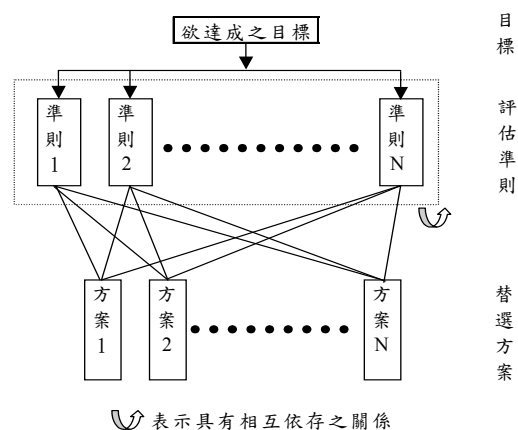 欲達成之目標
目標
準則1
準則2
準則N
評估準則
方案1
方案2
方案N
替選方案
表示具有相互依存之關係